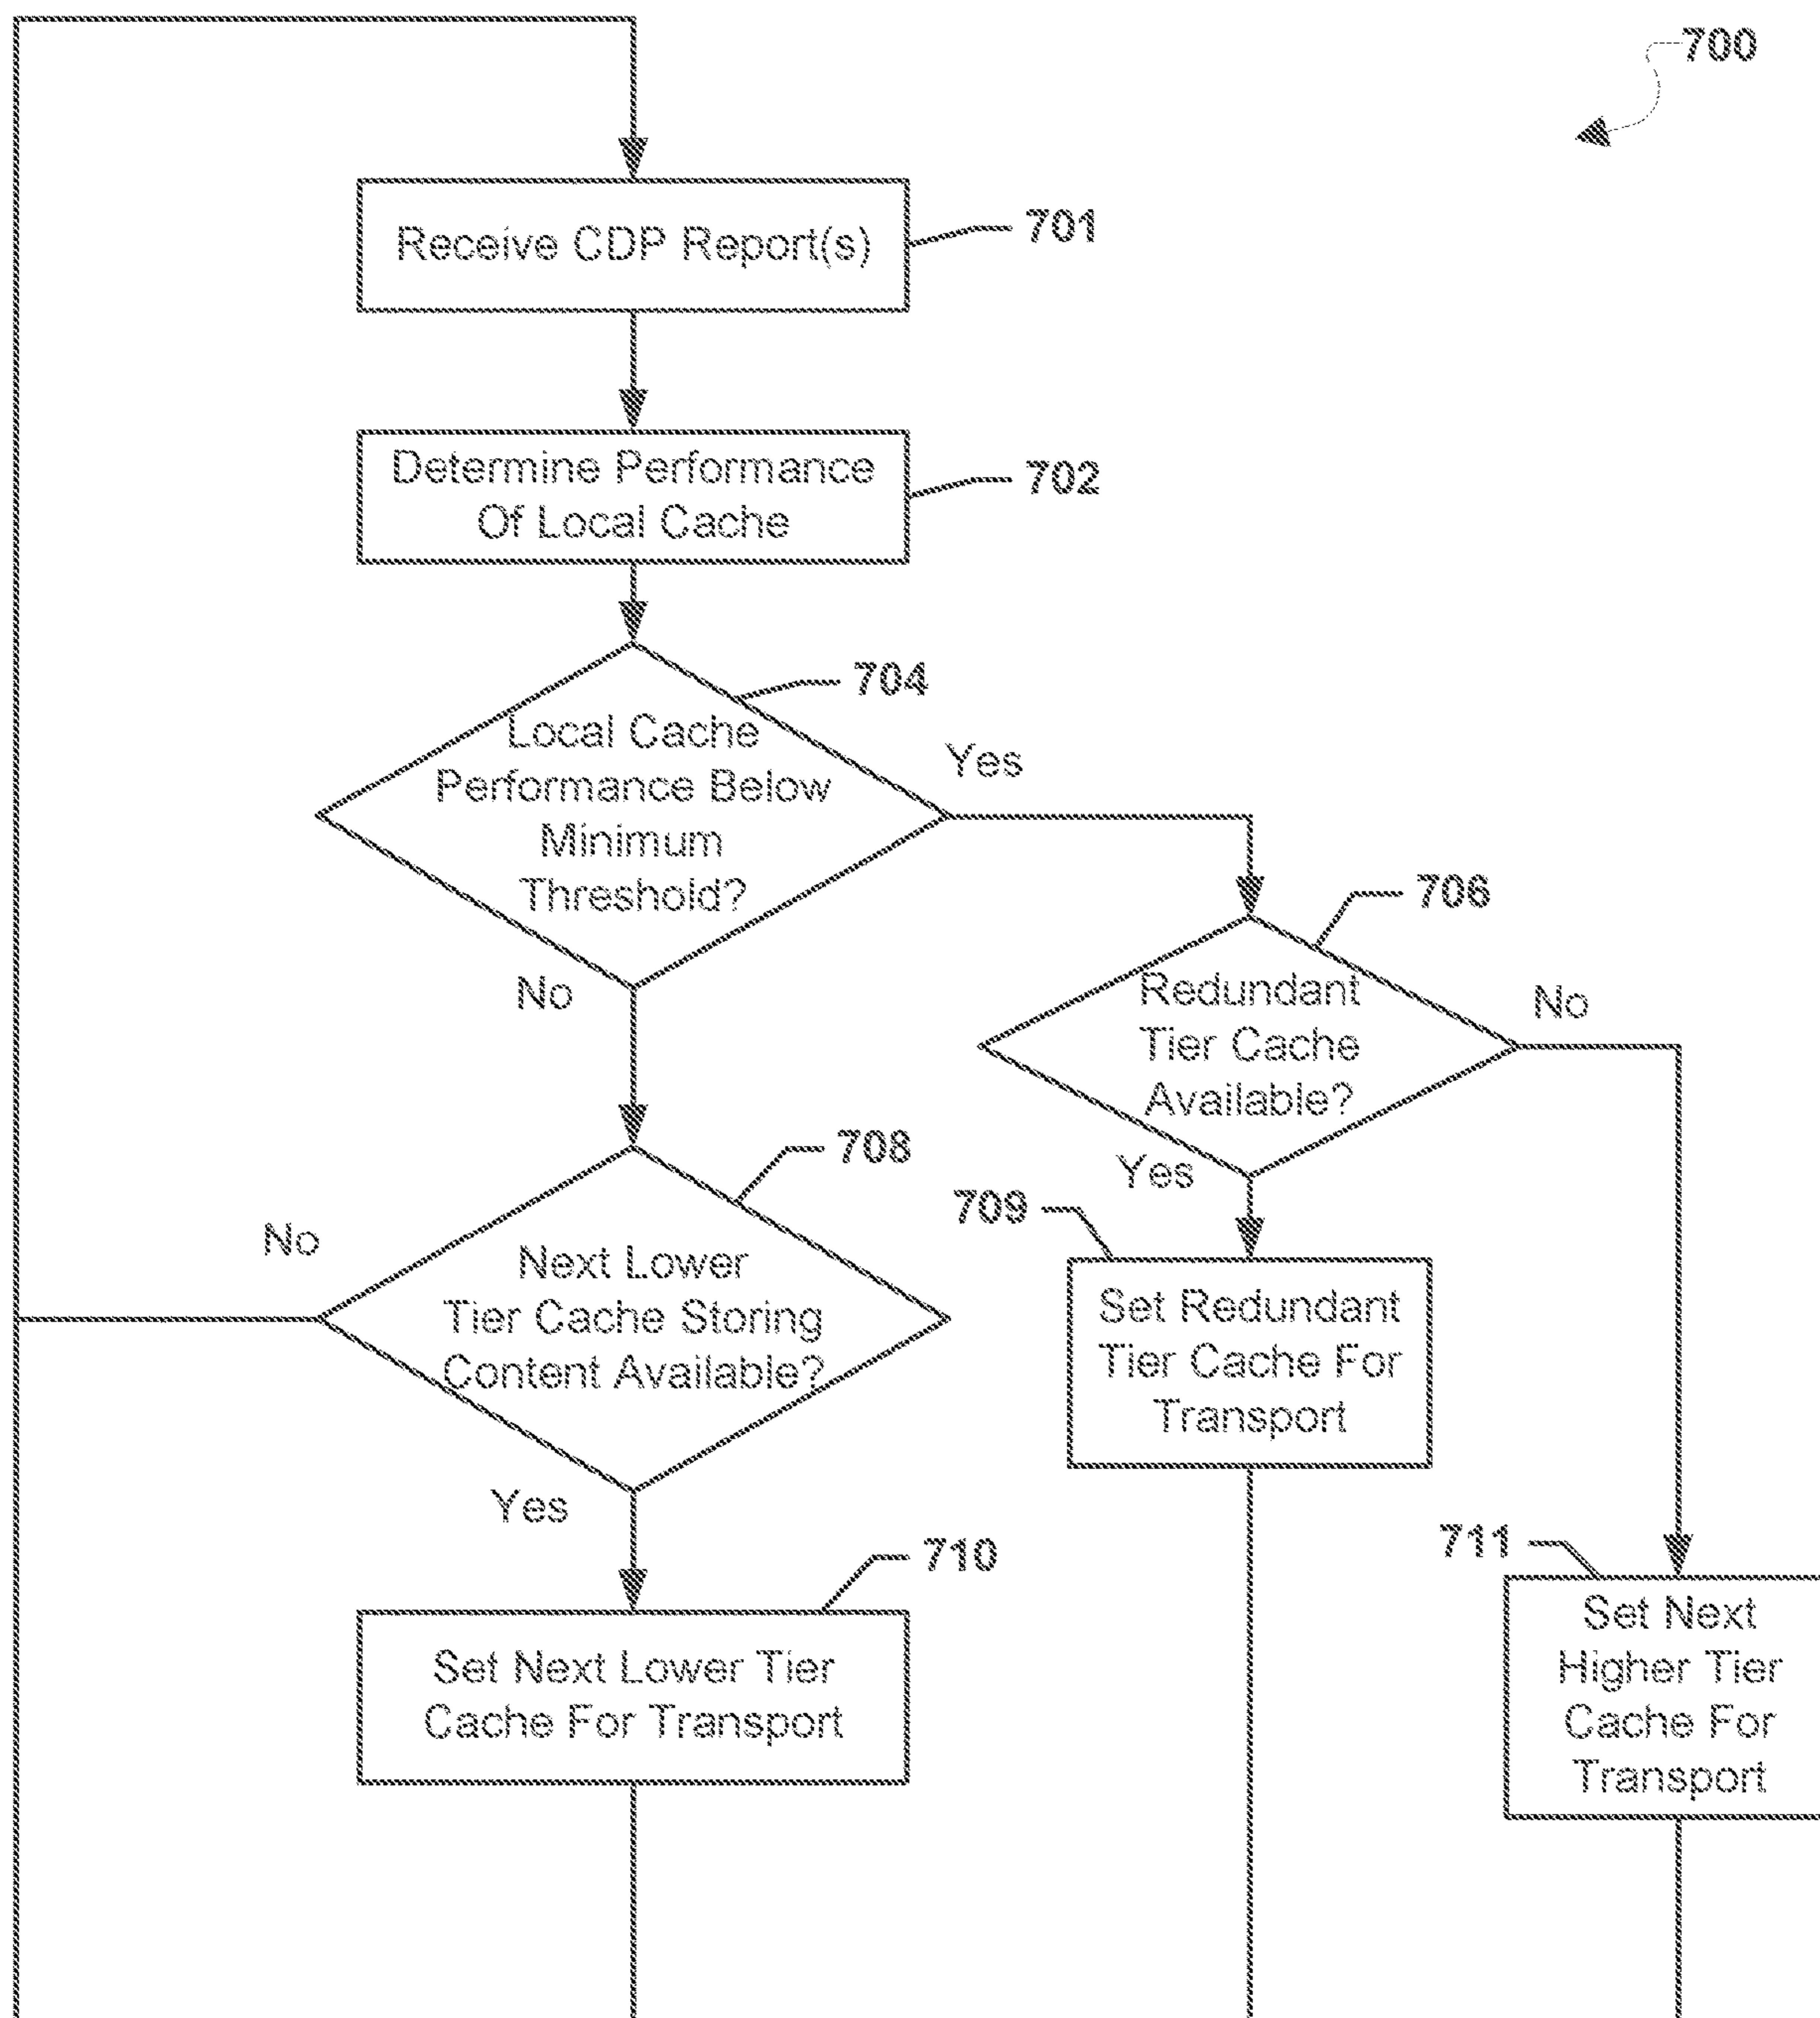 700
Receive CDP Report(s)
701
Determine Performance
Of Local Cache
702
704
Local Cache
Performance Below
Minimum
Threshold?
Yes
No
706
Redundant
Tier Cache
Available?
No
Yes
708
Next Lower
Tier Cache Storing
Content Available?
No
Yes
709
Set Redundant
Tier Cache For
Transport
710
Set Next Lower Tier
Cache For Transport
711
Set Next
Higher Tier
Cache For
Transport